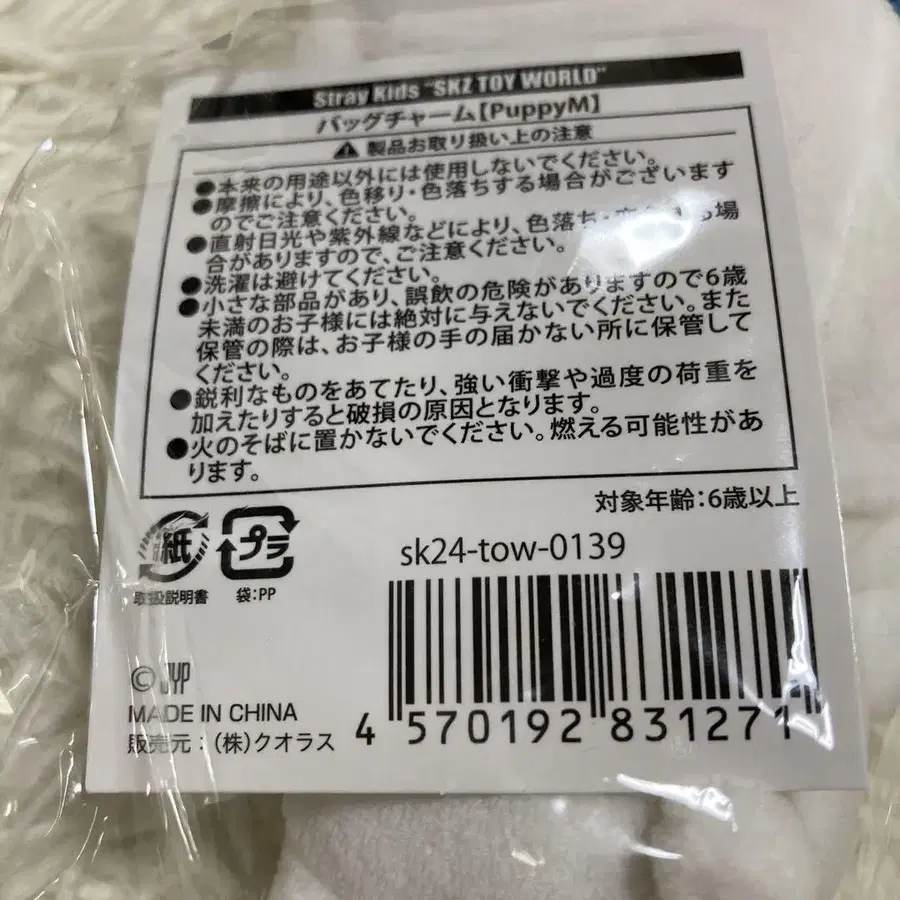 Stray Kids "SKZ TOY WORLD"
バッグチャーム【PuppyM】
製品お取り扱い上の注意
●本来の用途以外には使用しないでください。
●摩擦により、色移り・色落ちする場合がございます
のでご注意ください。
●直射日光や紫外線などにより、色落ち・する場
合がありますので、ご注意ください。
●洗濯は避けてください。
●小さな部品があり、誤飲の危険がありますので6歳
未満のお子様には絶対に与えないでください。また
保管の際は、お子様の手の届かない所に保管して
ください。
●鋭利なものをあてたり、強い衝撃や過度の荷重を
加えたりすると破損の原因となります。
●火のそばに置かないでください。燃える可能性があ
ります。
対象年齢：6歳以上
紙
プラ
取扱説明書
袋：PP
sk24-tow-0139
© JYP
MADE IN CHINA
販売元：(株)クオラス
4 570192 831271